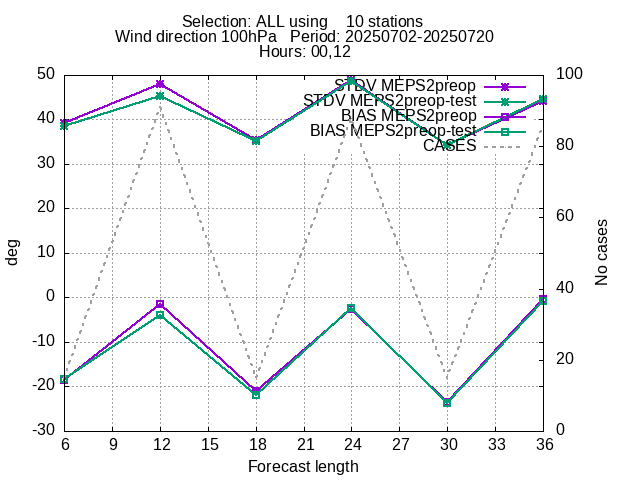 Selection: ALL using    10 stations
Wind direction 100hPa   Period: 20250702-20250720
Hours: 00,12
STDV MEPS2preop
STDV MEPS2preop-test
BIAS MEPS2preop
BIAS MEPS2preop-test
CASES
50
40
30
20
10
0
-10
-20
-30
deg
100
80
60
40
20
0
No cases
6 9 12 15 18 21 24 27 30 33 36
Forecast length